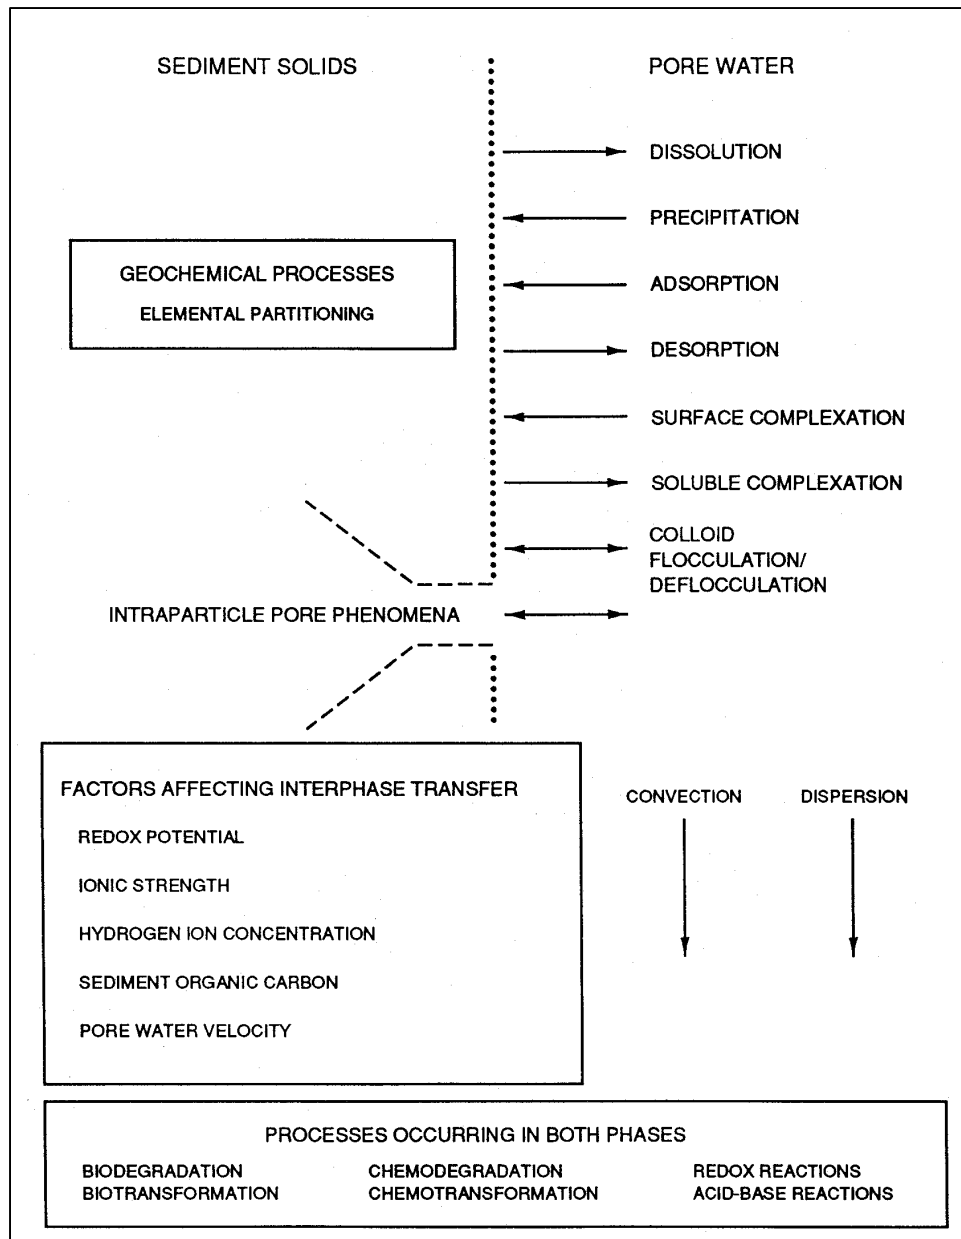 SEDIMENT SOLIDS
PORE WATER
DISSOLUTION
PRECIPITATION
GEOCHEMICAL PROCESSES
ELEMENTAL PARTITIONING
ADSORPTION
DESORPTION
SURFACE COMPLEXATION
SOLUBLE COMPLEXATION
COLLOID
FLOCCULATION/
DEFLOCCULATION
INTRAPARTICLE PORE PHENOMENA
FACTORS AFFECTING INTERPHASE TRANSFER
REDOX POTENTIAL
IONIC STRENGTH
HYDROGEN ION CONCENTRATION
SEDIMENT ORGANIC CARBON
PORE WATER VELOCITY
CONVECTION
DISPERSION
PROCESSES OCCURRING IN BOTH PHASES
BIODEGRADATION
BIOTRANSFORMATION
CHEMODEGRADATION
CHEMOTRANSFORMATION
REDOX REACTIONS
ACID-BASE REACTIONS